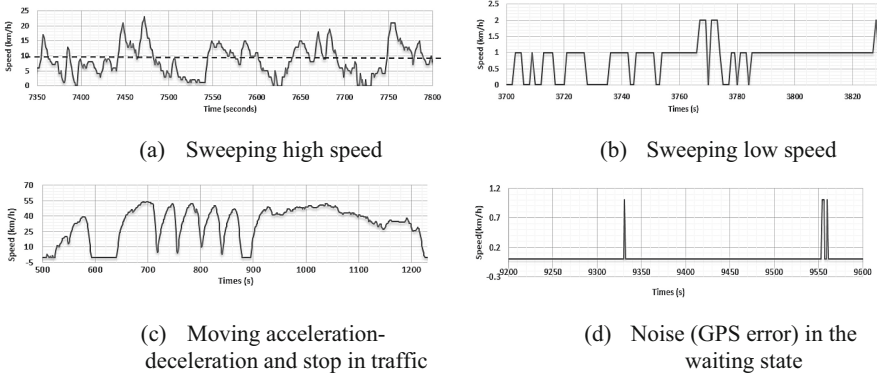 25
20
15
10
5
0
Speed (km/h)
7350 7400 7450 7500 7550 7600 7650 7700 7750 7800
Time (seconds)
(a) Sweeping high speed
2.5
2
1.5
1
0.5
0
Speed (km/h)
3700 3720 3740 3760 3780 3800 3820
Times (s)
(b) Sweeping low speed
70
55
40
25
10
-5
Speed (km/h)
500 600 700 800 900 1000 1100 1200
Times (s)
(c) Moving acceleration-
deceleration and stop in traffic
1.2
0.7
0.2
-0.3
Speed(km/h)
9200 9250 9300 9350 9400 9450 9500 9550 9600
Times (s)
(d) Noise (GPS error) in the
waiting state